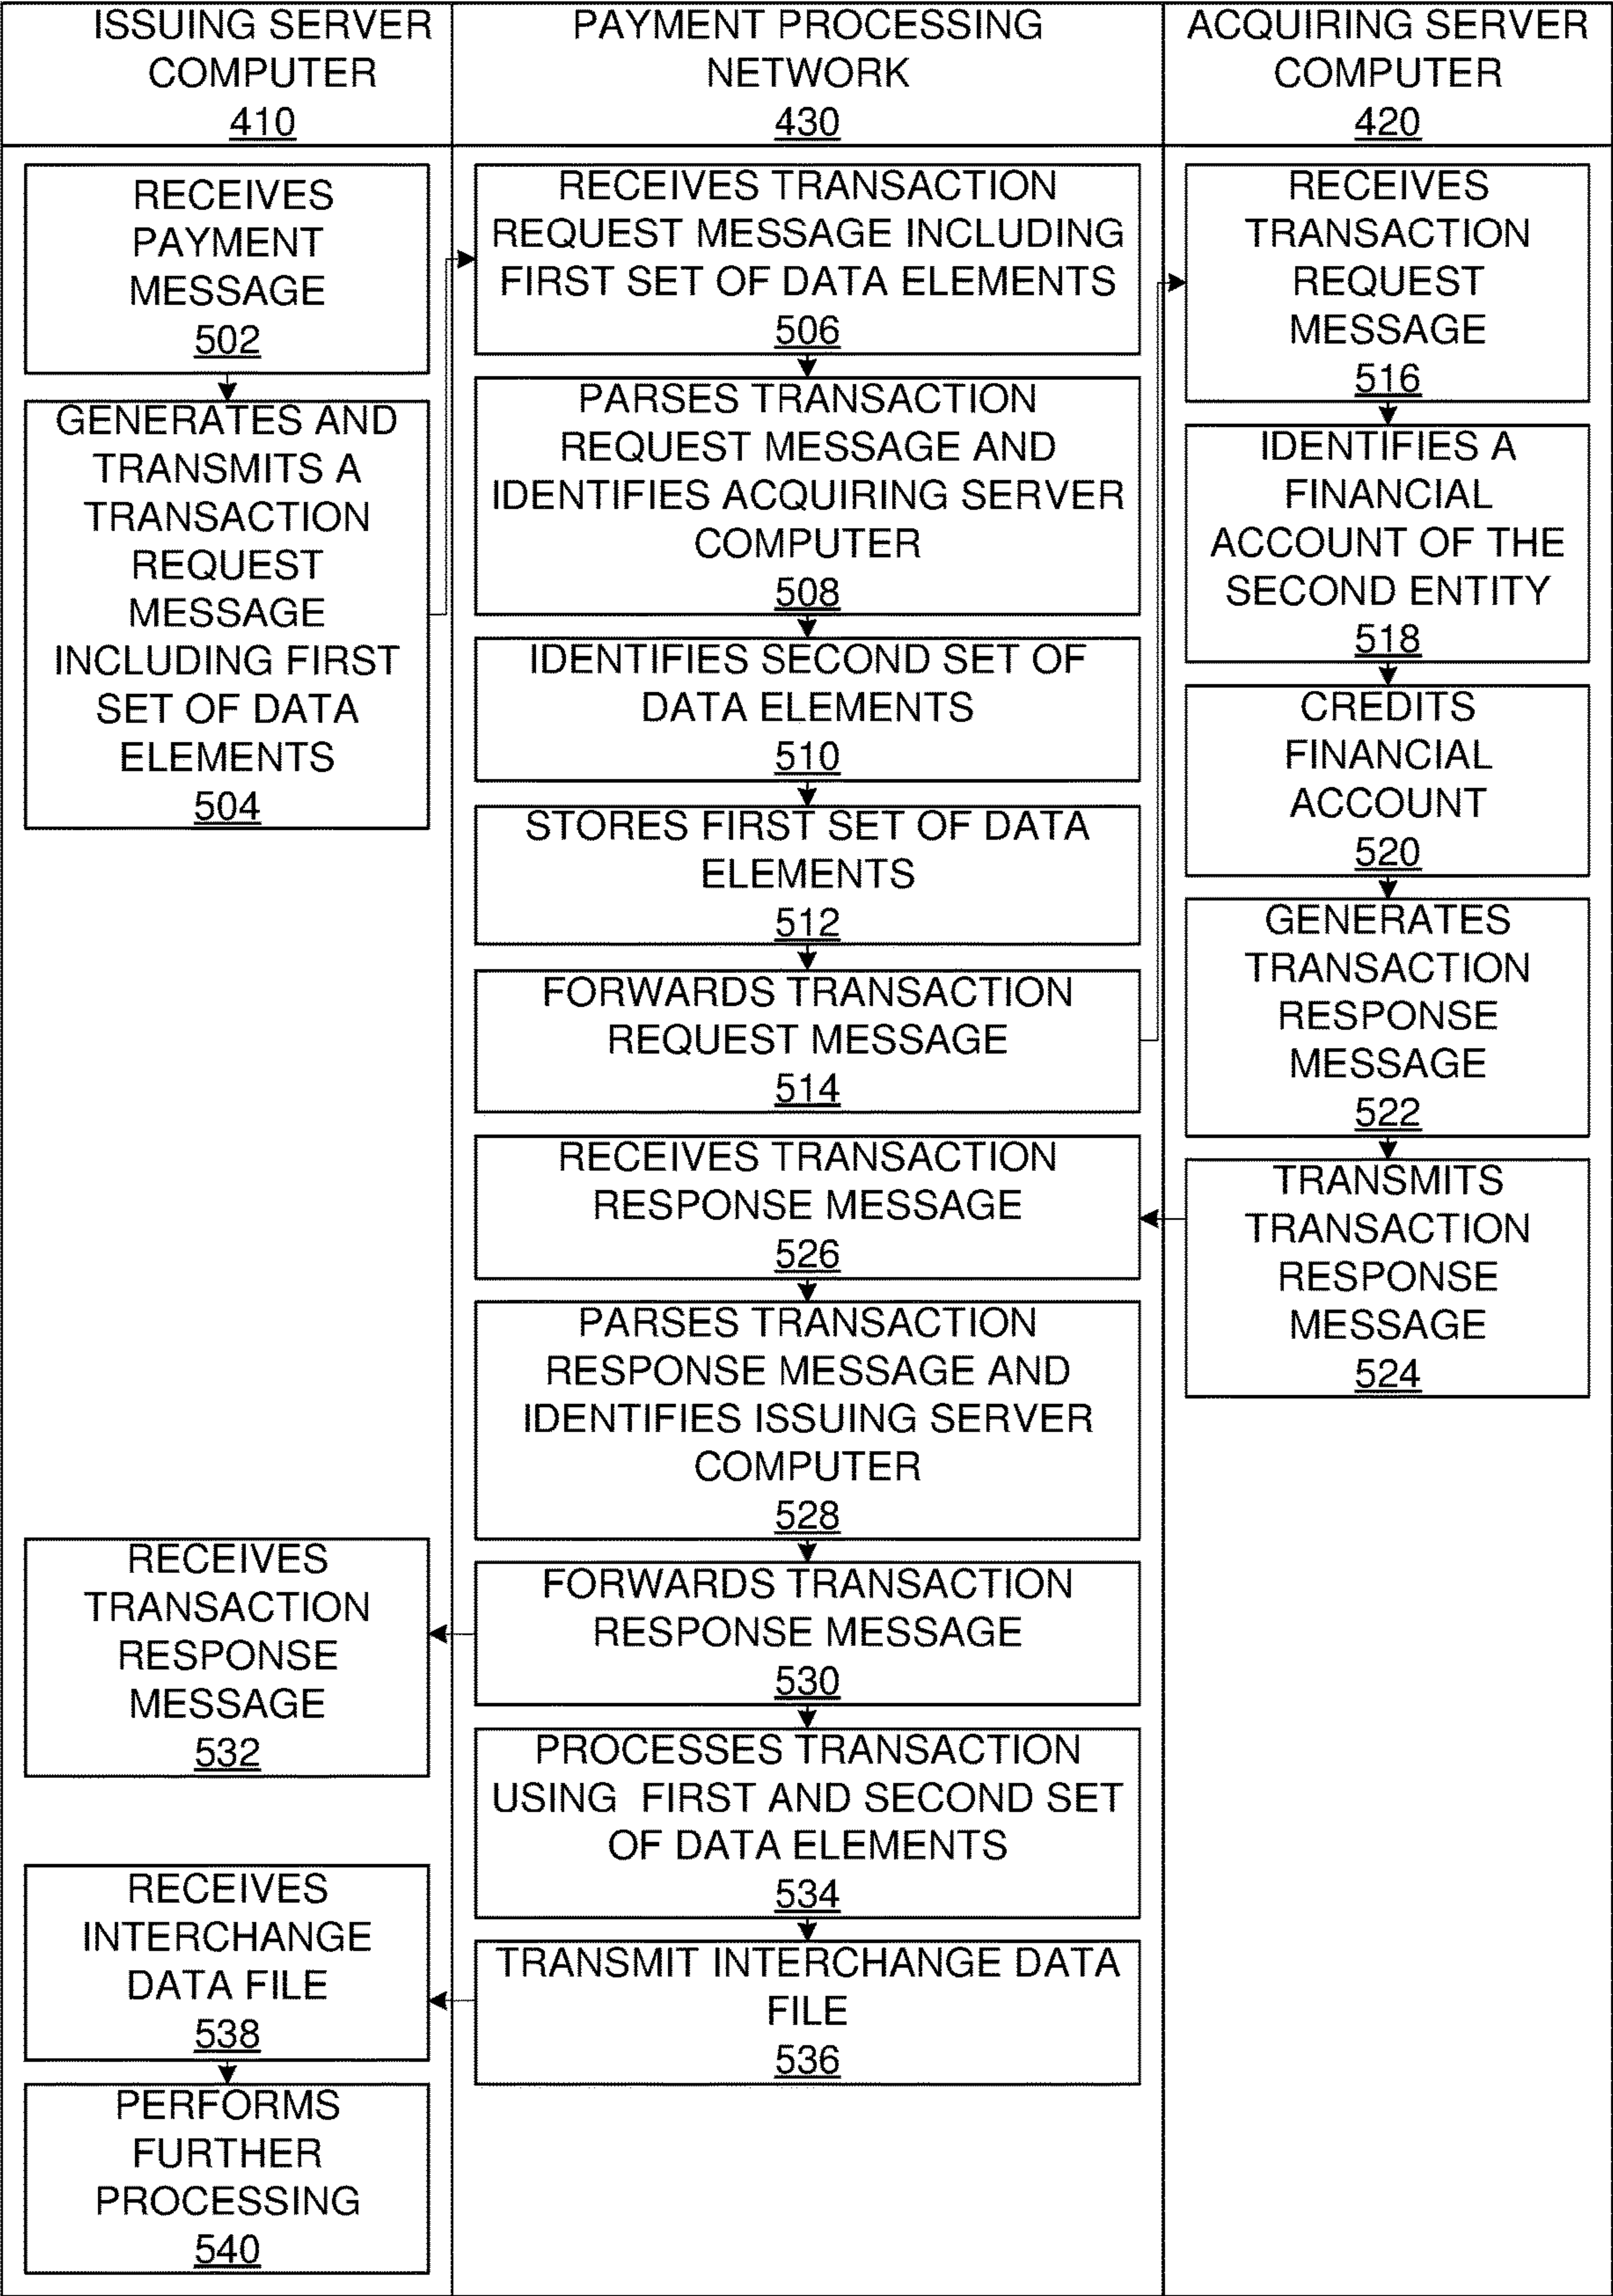 ISSUING SERVER
COMPUTER
410
PAYMENT PROCESSING
NETWORK
430
ACQUIRING SERVER
COMPUTER
420
RECEIVES
PAYMENT
MESSAGE
502
GENERATES AND
TRANSMITS A
TRANSACTION
REQUEST
MESSAGE
INCLUDING FIRST
SET OF DATA
ELEMENTS
504
RECEIVES TRANSACTION
REQUEST MESSAGE INCLUDING
FIRST SET OF DATA ELEMENTS
506
PARSES TRANSACTION
REQUEST MESSAGE AND
IDENTIFIES ACQUIRING SERVER
COMPUTER
508
IDENTIFIES SECOND SET OF
DATA ELEMENTS
510
STORES FIRST SET OF DATA
ELEMENTS
512
FORWARDS TRANSACTION
REQUEST MESSAGE
514
RECEIVES
TRANSACTION
REQUEST
MESSAGE
516
IDENTIFIES A
FINANCIAL
ACCOUNT OF THE
SECOND ENTITY
518
CREDITS
FINANCIAL
ACCOUNT
520
GENERATES
TRANSACTION
RESPONSE
MESSAGE
522
TRANSMITS
TRANSACTION
RESPONSE
MESSAGE
524
RECEIVES TRANSACTION
RESPONSE MESSAGE
526
PARSES TRANSACTION
RESPONSE MESSAGE AND
IDENTIFIES ISSUING SERVER
COMPUTER
528
FORWARDS TRANSACTION
RESPONSE MESSAGE
530
RECEIVES
TRANSACTION
RESPONSE
MESSAGE
532
PROCESSES TRANSACTION
USING FIRST AND SECOND SET
OF DATA ELEMENTS
534
TRANSMIT INTERCHANGE DATA
FILE
536
RECEIVES
INTERCHANGE
DATA FILE
538
PERFORMS
FURTHER
PROCESSING
540